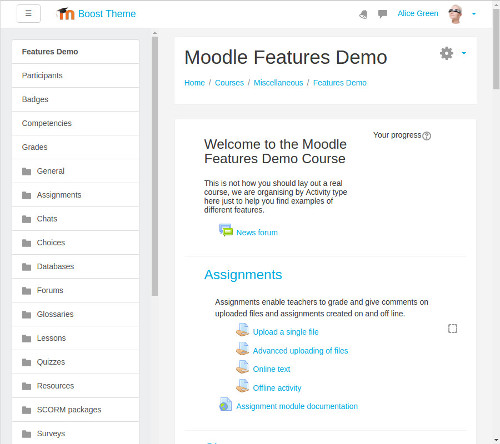 Boost Theme
Alice Green
Features Demo
Participants
Badges
Competencies
Grades
General
Assignments
Chats
Choices
Databases
Forums
Glossaries
Lessons
Quizzes
Resources
SCORM packages
Surveys
Moodle Features Demo
Home / Courses / Miscellaneous / Features Demo
Your progress
Welcome to the Moodle
Features Demo Course
This is not how you should lay out a real
course, we are organising by Activity type
here just to help you find examples of
different features.
News forum
Assignments
Assignments enable teachers to grade and give comments on
uploaded files and assignments created on and off line.
Upload a single file
Advanced uploading of files
Online text
Offline activity
Assignment module documentation